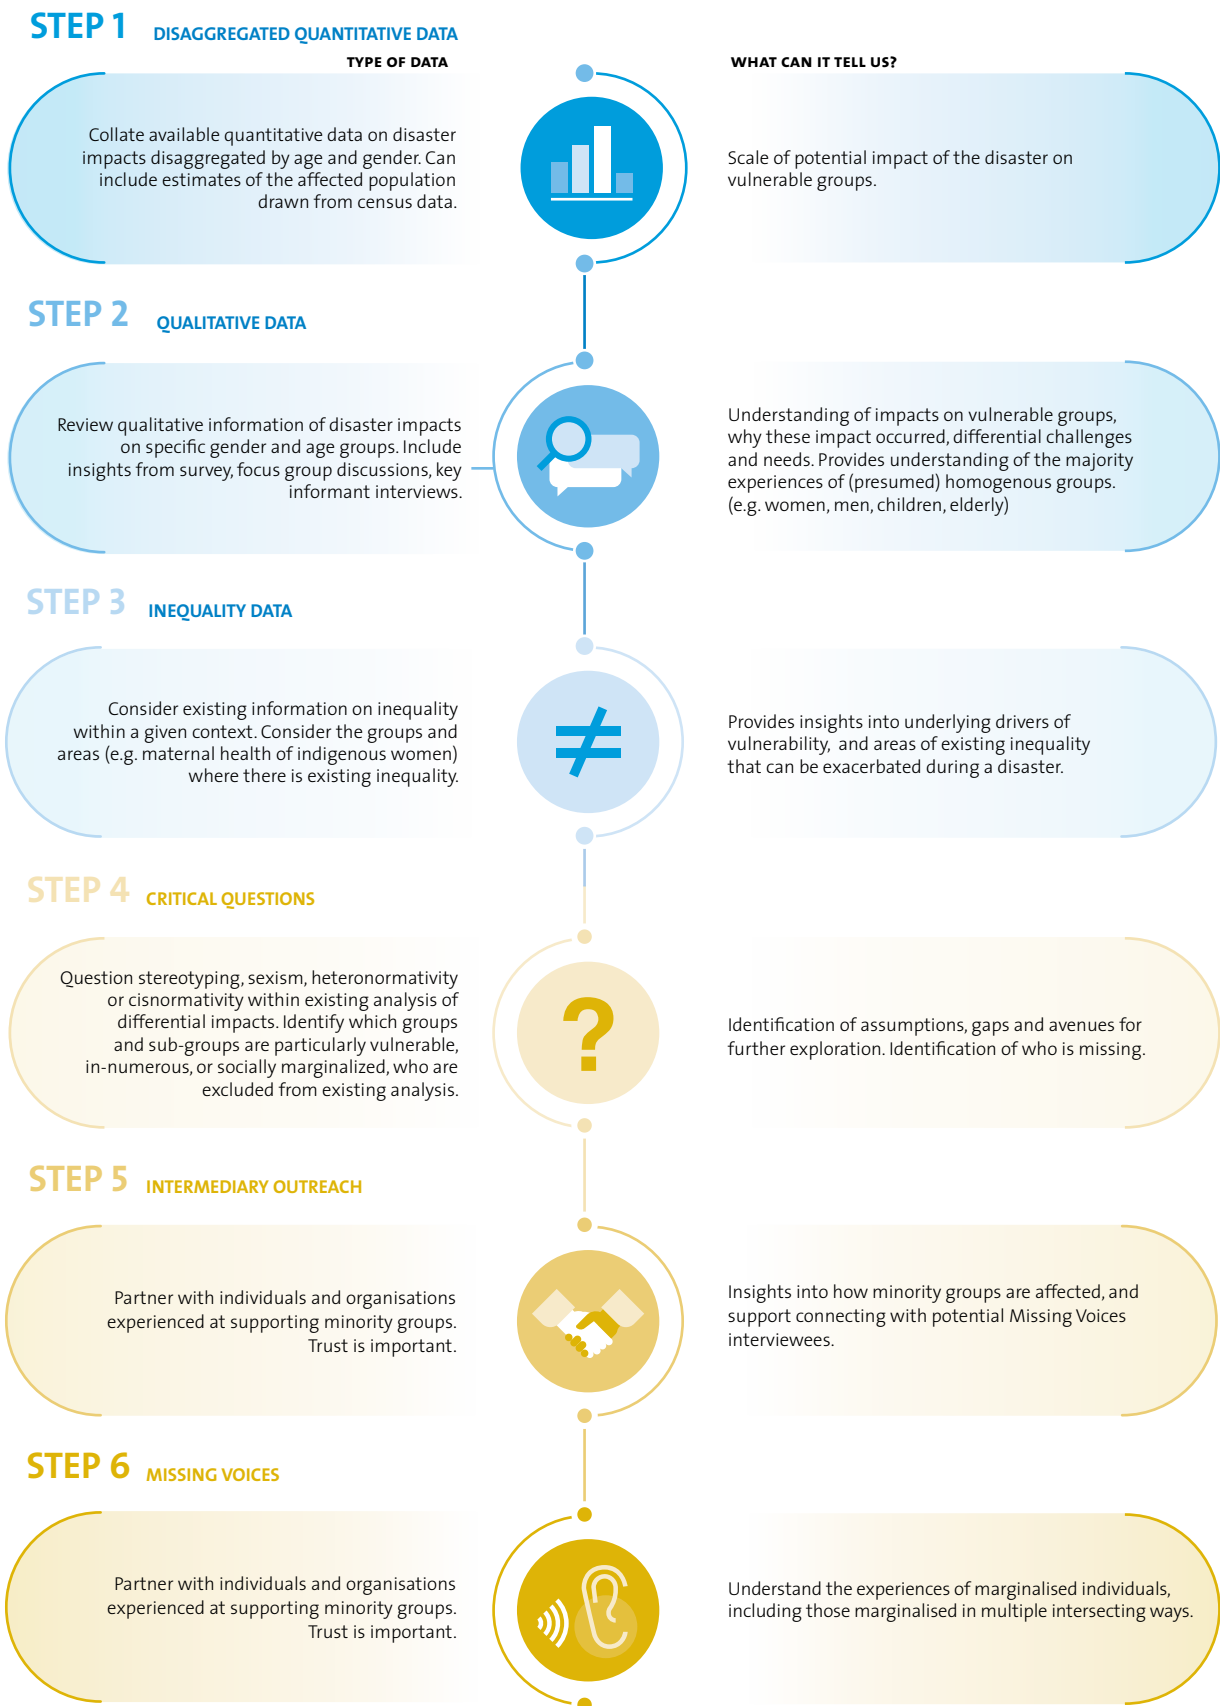 STEP 1 DISAGGREGATED QUANTITATIVE DATA
TYPE OF DATA
WHAT CAN IT TELL US?
Collate available quantitative data on disaster
impacts disaggregated by age and gender. Can
include estimates of the affected population
drawn from census data.
Scale of potential impact of the disaster on
vulnerable groups.
STEP 2 QUALITATIVE DATA
Review qualitative information of disaster impacts
on specific gender and age groups. Include
insights from survey, focus group discussions, key
informant interviews.
Understanding of impacts on vulnerable groups,
why these impact occurred, differential challenges
and needs. Provides understanding of the majority
experiences of (presumed) homogenous groups.
(e.g. women, men, children, elderly)
STEP 3 INEQUALITY DATA
Consider existing information on inequality
within a given context. Consider the groups and
areas (e.g. maternal health of indigenous women)
where there is existing inequality.
≠
Provides insights into underlying drivers of
vulnerability, and areas of existing inequality
that can be exacerbated during a disaster.
STEP 4 CRITICAL QUESTIONS
Question stereotyping, sexism, heteronormativity
or cisnormativity within existing analysis of
differential impacts. Identify which groups
and sub-groups are particularly vulnerable,
in-numerous, or socially marginalized, who are
excluded from existing analysis.
?
Identification of assumptions, gaps and avenues for
further exploration. Identification of who is missing.
STEP 5 INTERMEDIARY OUTREACH
Partner with individuals and organisations
experienced at supporting minority groups.
Trust is important.
Insights into how minority groups are affected, and
support connecting with potential Missing Voices
interviewees.
STEP 6 MISSING VOICES
Partner with individuals and organisations
experienced at supporting minority groups.
Trust is important.
Understand the experiences of marginalised individuals,
including those marginalised in multiple intersecting ways.